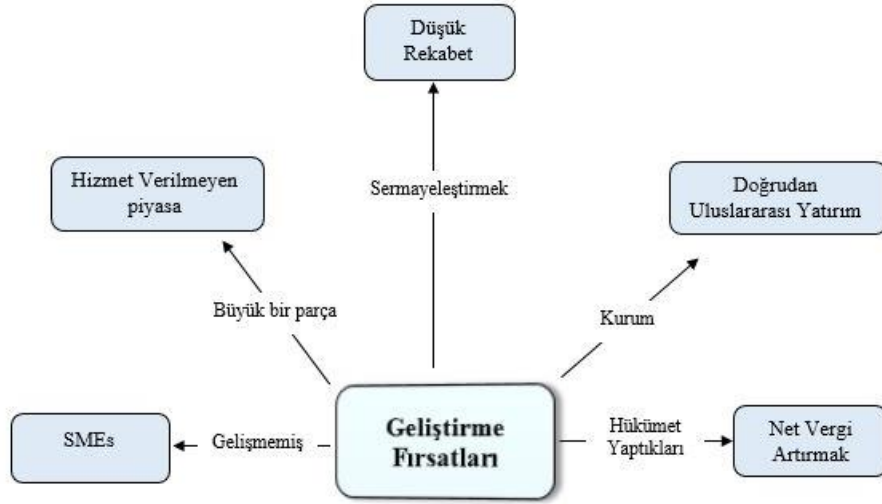 Düşük
Rekabet
Hizmet Verilmeyen
piyasa
Sermayeleştirmek
Doğrudan
Uluslararası Yatırım
Büyük bir parça
Kurum
SMEs
Gelişmemiş
Geliştirme
Fırsatları
Hükümet
Yaptıkları
Net Vergi
Artırmak